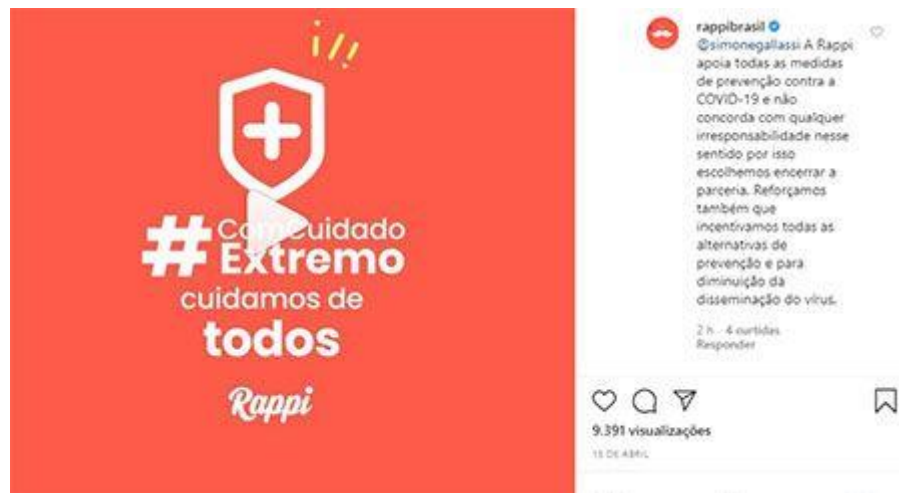 #ComCuidado
Extremo
cuidamos de
todos
Rappi
rappibrasil
@simonegallassi A Rappi
apoia todas as medidas
de prevenção contra a
COVID-19 e não
concorda com qualquer
irresponsabilidade nesse
sentido por isso
escolhemos encerrar a
parceria. Reforçamos
também que
incentivamos todas as
alternativas de
prevenção e para
diminuição da
disseminação do vírus.
2 h 4 curtidas
Responder
9.391 visualizações
15 DE ABRIL